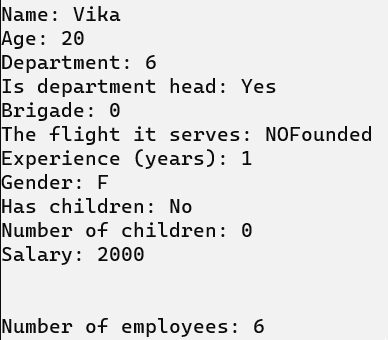 Name: Vika
Age: 20
Department: 6
Is department head: Yes
Brigade: 0
The flight it serves: NOFounded
Experience (years): 1
Gender: F
Has children: No
Number of children: 0
Salary: 2000
Number of employees: 6